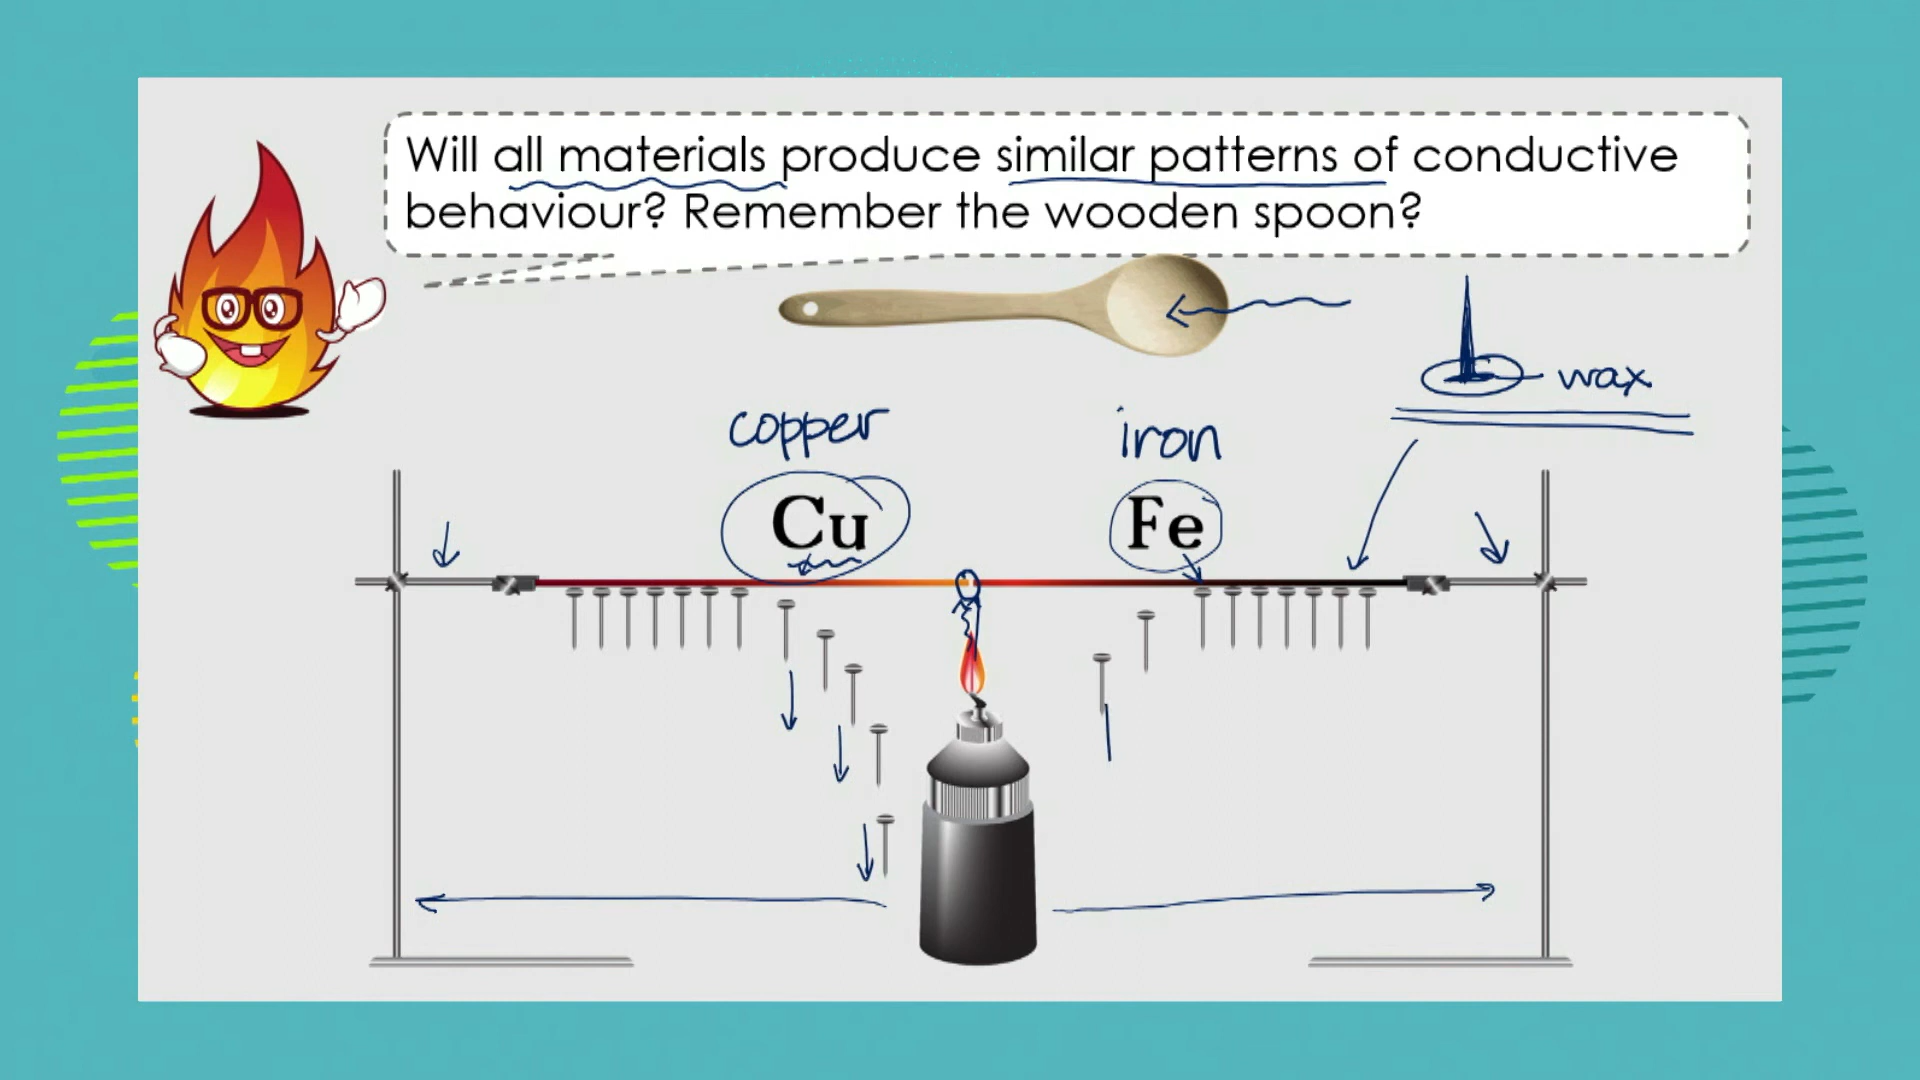 Will all materials produce similar patterns of conductive
behaviour? Remember the wooden spoon?
wax
copper
iron
Cu
Fe